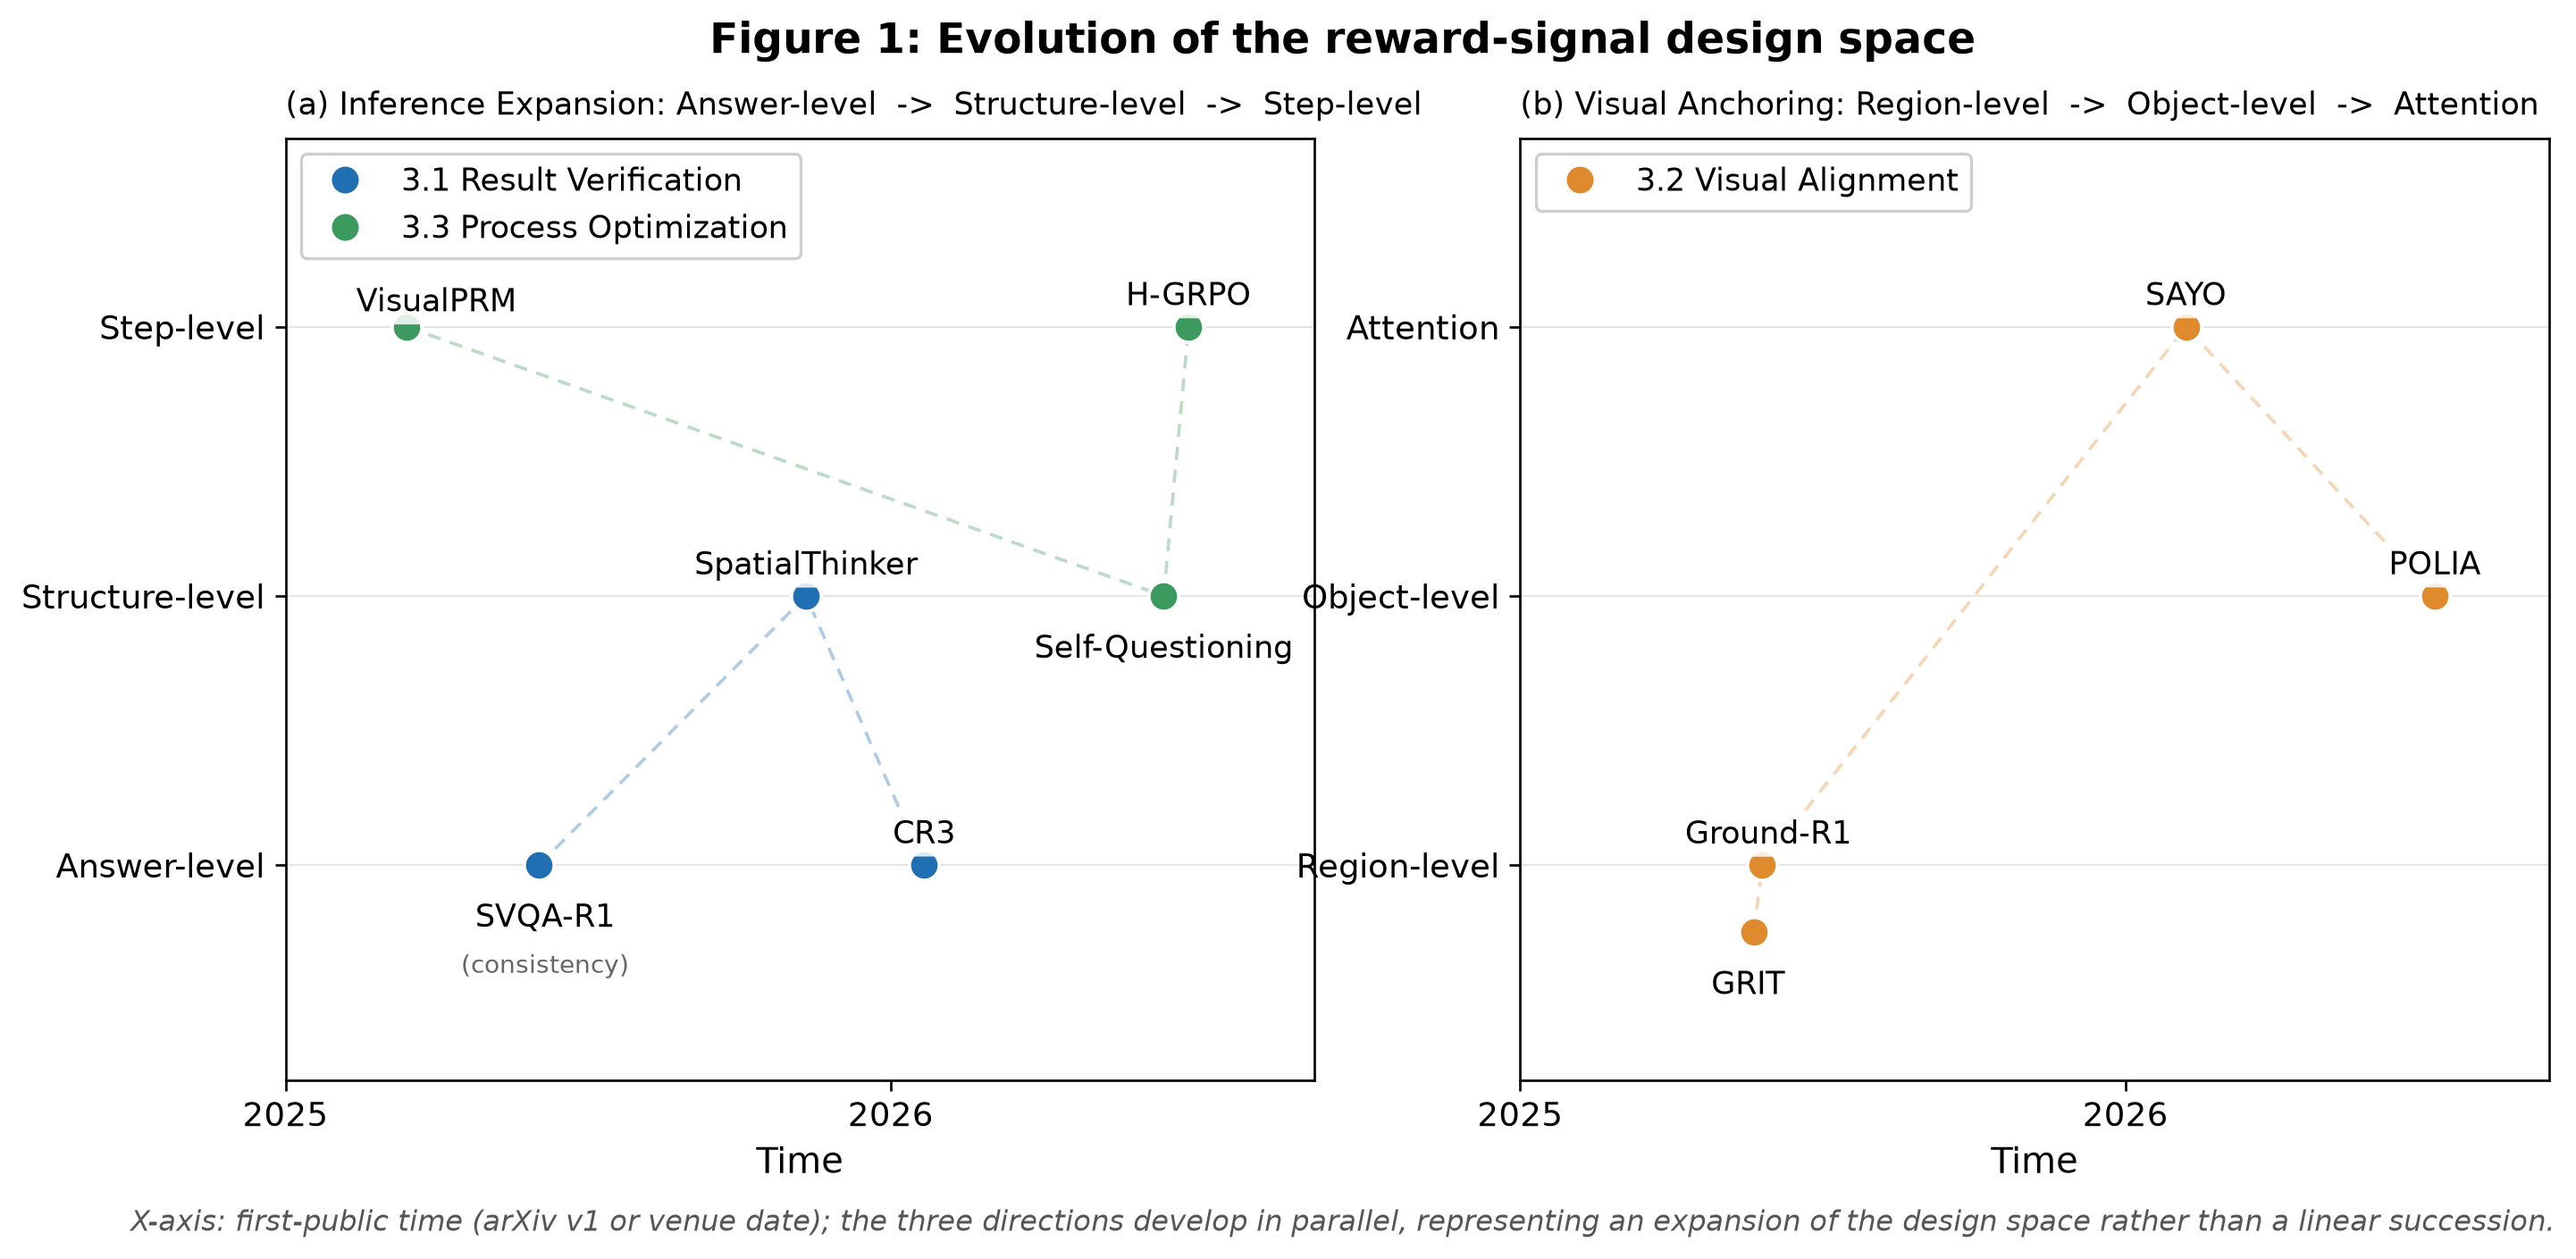 Figure 1: Evolution of the reward-signal design space
(a) Inference Expansion: Answer-level -> Structure-level -> Step-level
3.1 Result Verification
3.3 Process Optimization
VisualPRM
H-GRPO
Step-level
SpatialThinker
Structure-level
Self-Questioning
CR3
Answer-level
SVQA-R1
(consistency)
2025
2026
Time
(b) Visual Anchoring: Region-level -> Object-level -> Attention
3.2 Visual Alignment
SAYO
Attention
POLIA
Object-level
Ground-R1
Region-level
GRIT
2025
2026
Time
X-axis: first-public time (arXiv v1 or venue date); the three directions develop in parallel, representing an expansion of the design space rather than a linear succession.